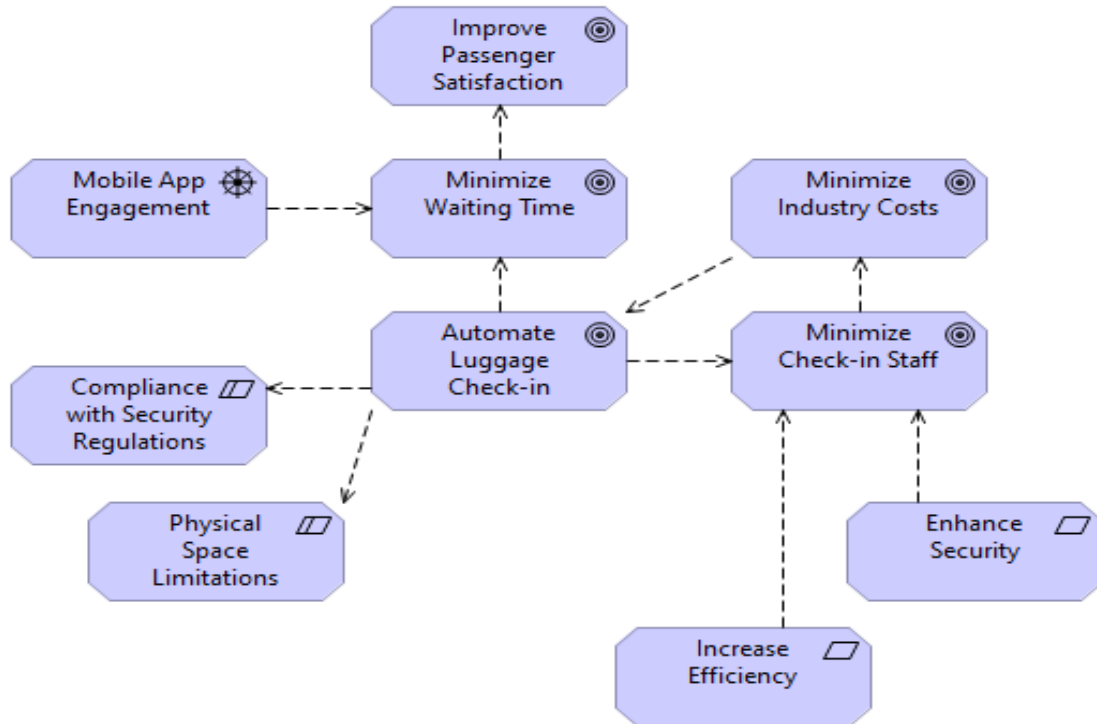 Improve
Passenger
Satisfaction
Mobile App
Engagement
Minimize
Waiting Time
Minimize
Industry Costs
Automate
Luggage
Check-in
Minimize
Check-in Staff
Compliance
with Security
Regulations
Physical
Space
Limitations
Enhance
Security
Increase
Efficiency